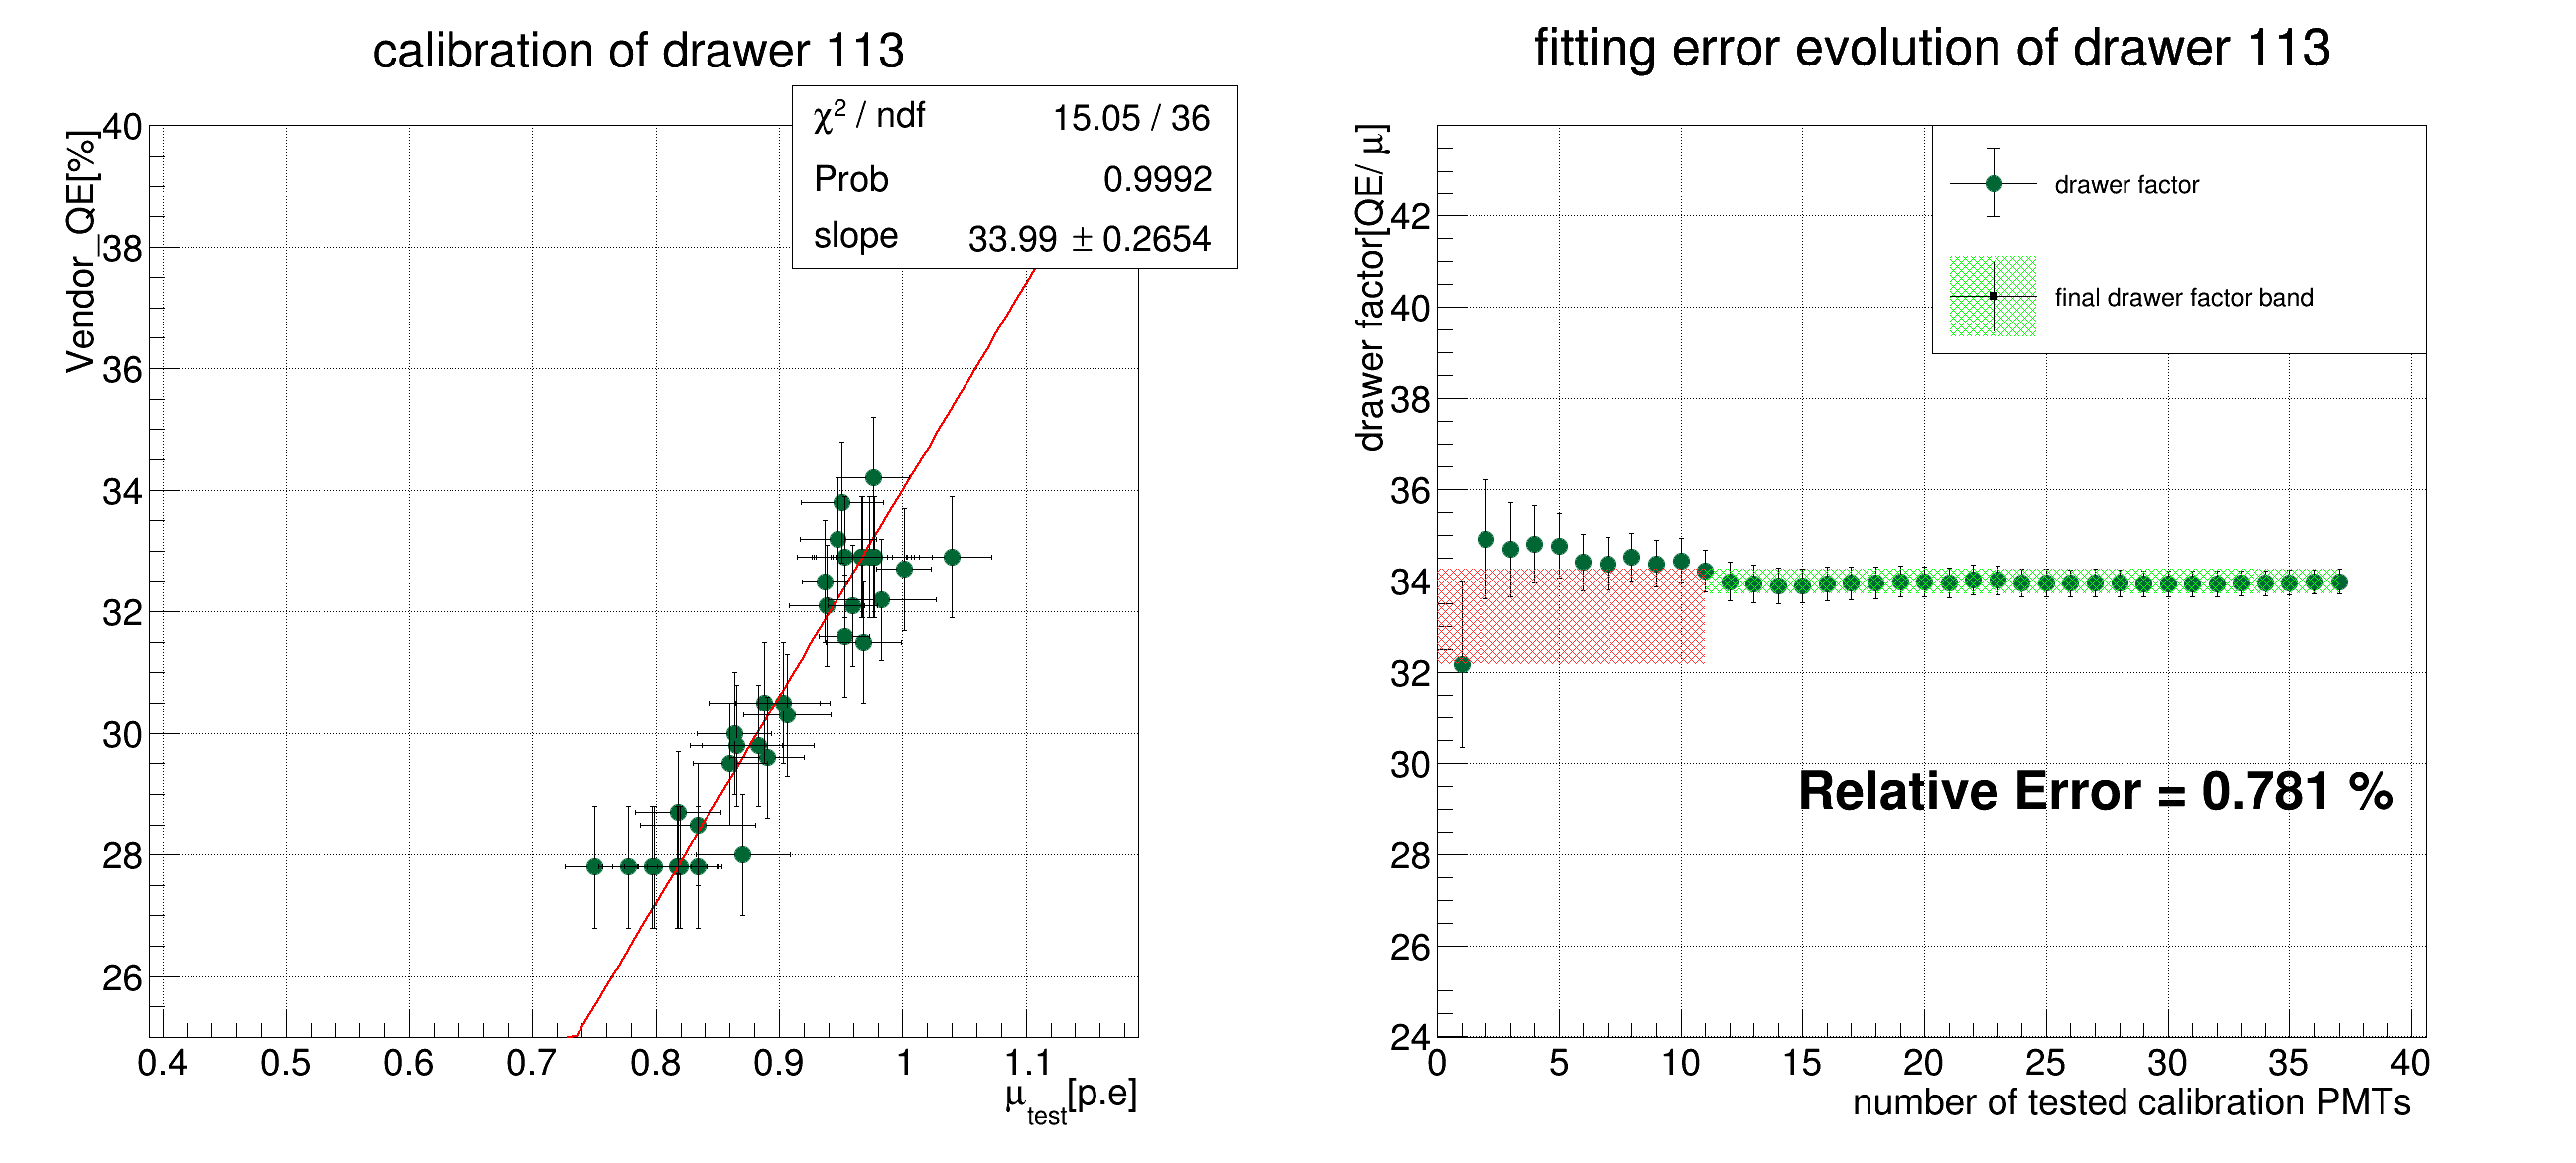 calibration of drawer 113
χ² / ndf 15.05 / 36
Prob 0.9992
slope 33.99 ± 0.2654
Vendor_QE[%]
40
38
36
34
32
30
28
26
0.4 0.5 0.6 0.7 0.8 0.9 1 1.1
μtest[p.e]
fitting error evolution of drawer 113
drawer factor
final drawer factor band
drawer factor[QE/ μ]
42
40
38
36
34
32
30
28
26
24
Relative Error = 0.781 %
0 5 10 15 20 25 30 35 40
number of tested calibration PMTs